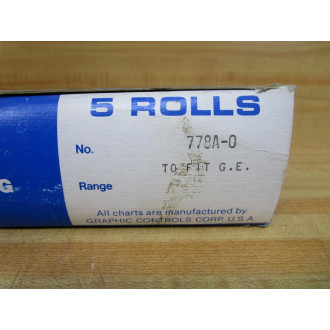 5 ROLLS
No. 779A-0
TO FIT G.E.
G
Range
All charts are manufactured by
GRAPHIC CONTROLS CORP. U.S.A.